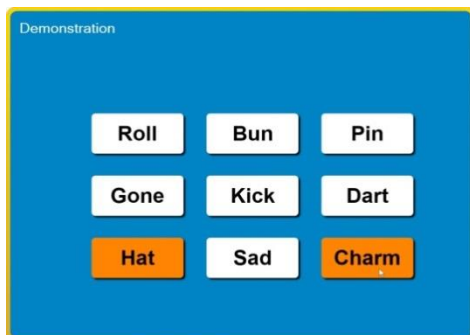 Demonstration
Roll Bun Pin
Gone Kick Dart
Hat Sad Charm